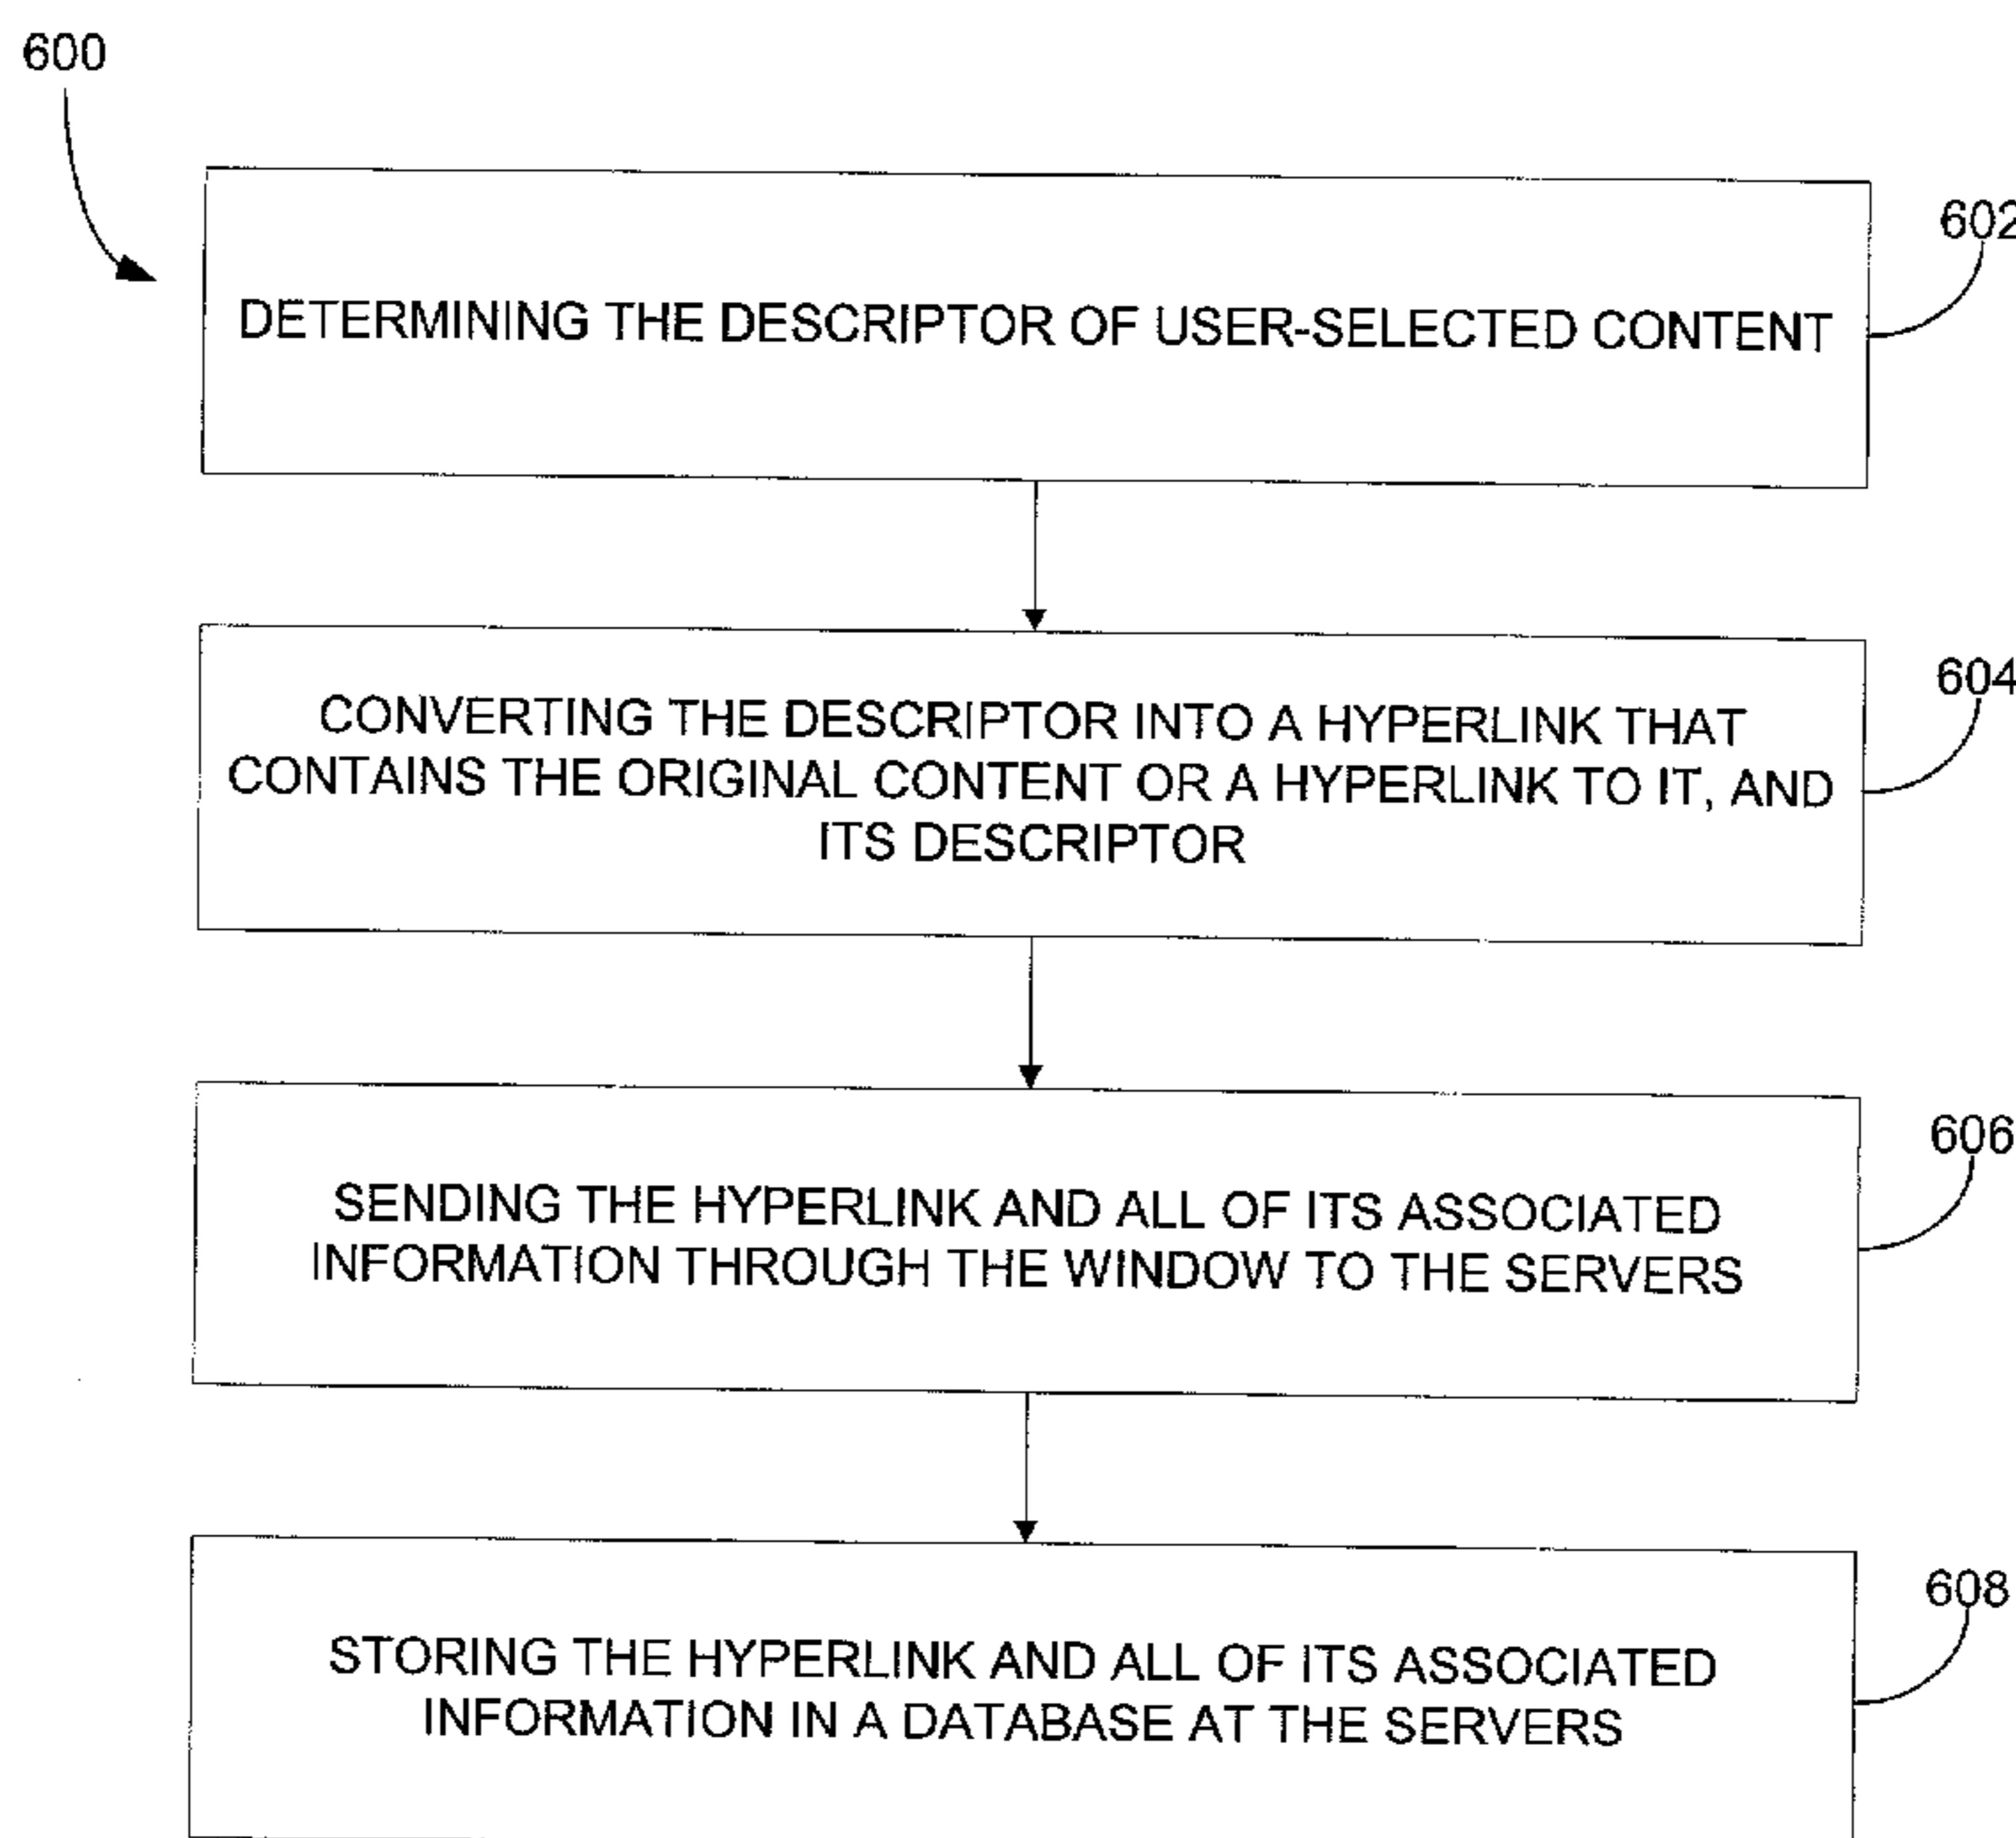 600
602
DETERMINING THE DESCRIPTOR OF USER-SELECTED CONTENT
604
CONVERTING THE DESCRIPTOR INTO A HYPERLINK THAT
CONTAINS THE ORIGINAL CONTENT OR A HYPERLINK TO IT, AND
ITS DESCRIPTOR
606
SENDING THE HYPERLINK AND ALL OF ITS ASSOCIATED
INFORMATION THROUGH THE WINDOW TO THE SERVERS
608
STORING THE HYPERLINK AND ALL OF ITS ASSOCIATED
INFORMATION IN A DATABASE AT THE SERVERS